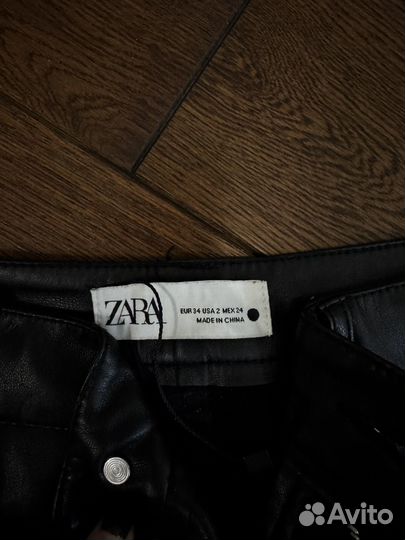 ZARA
EUR 34 USA 2 MEX 24
MADE IN CHINA
Avito